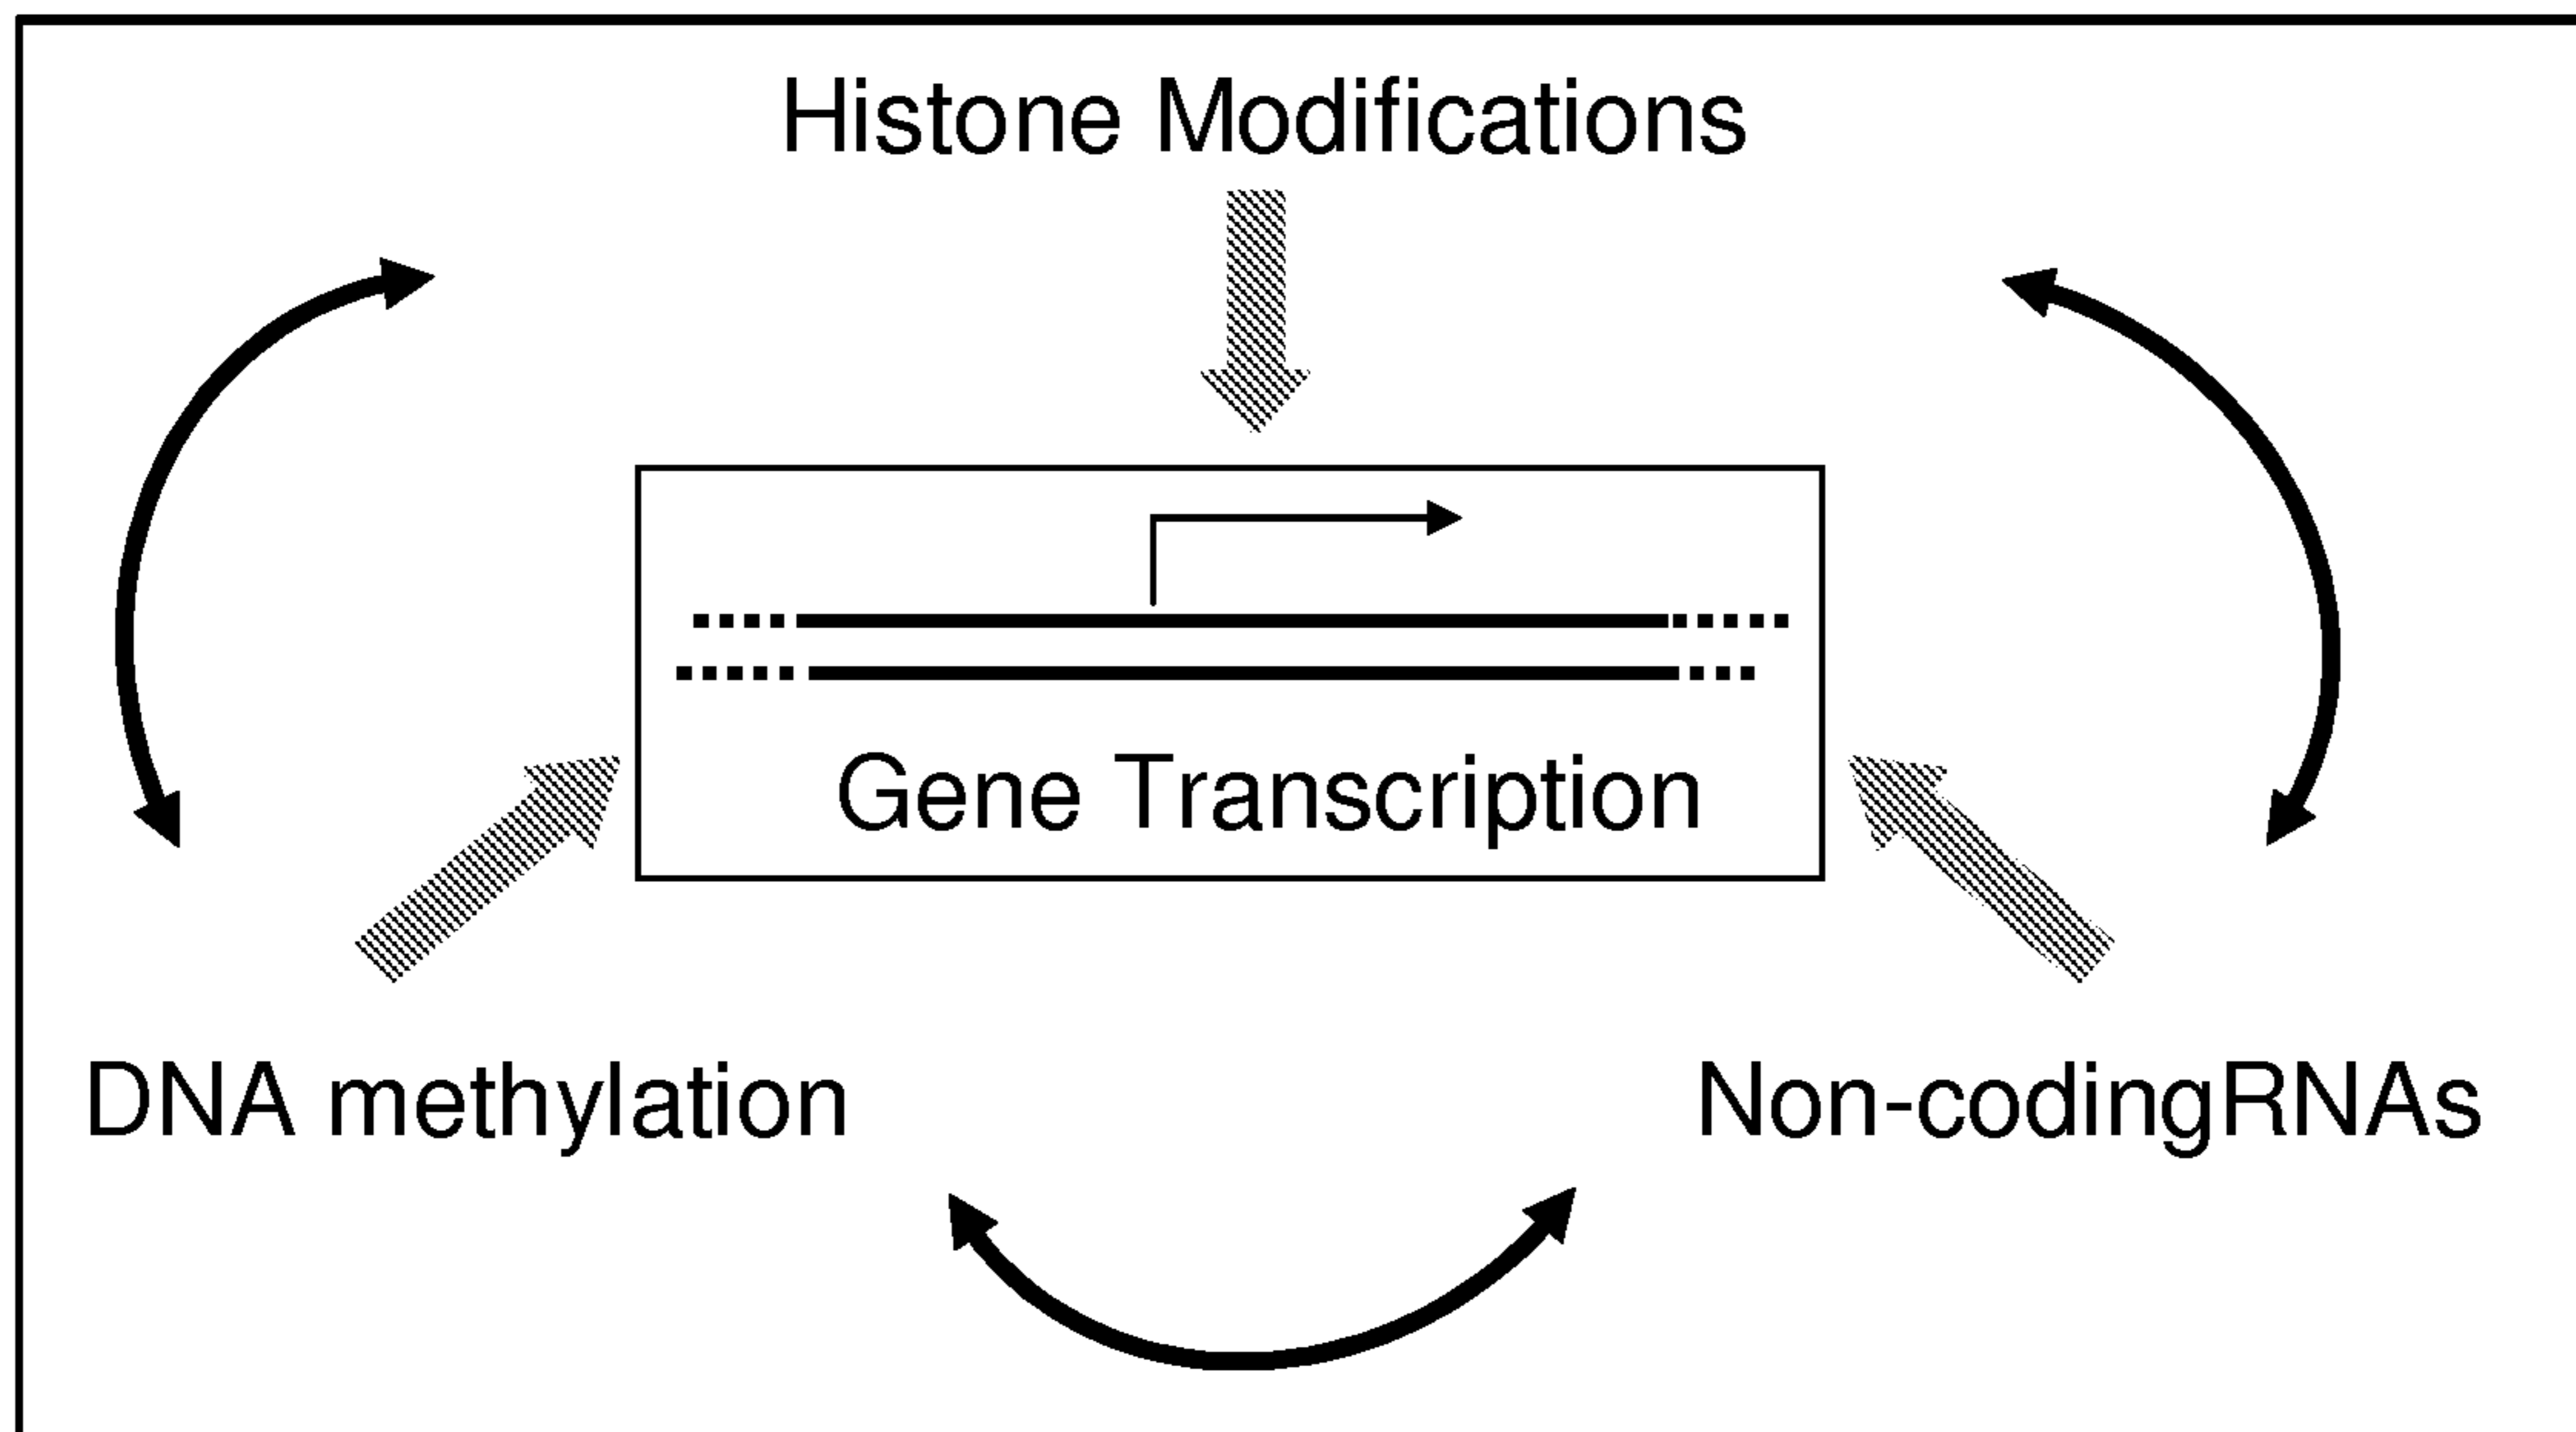 Histone Modifications
Gene Transcription
DNA methylation
Non-codingRNAs